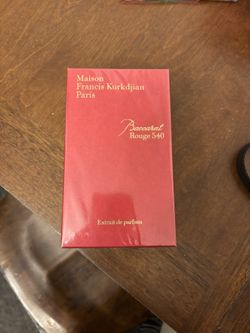 Maison
Francis Kurkdjian
Paris
Baccarat
Rouge 540
Extrait de parfum